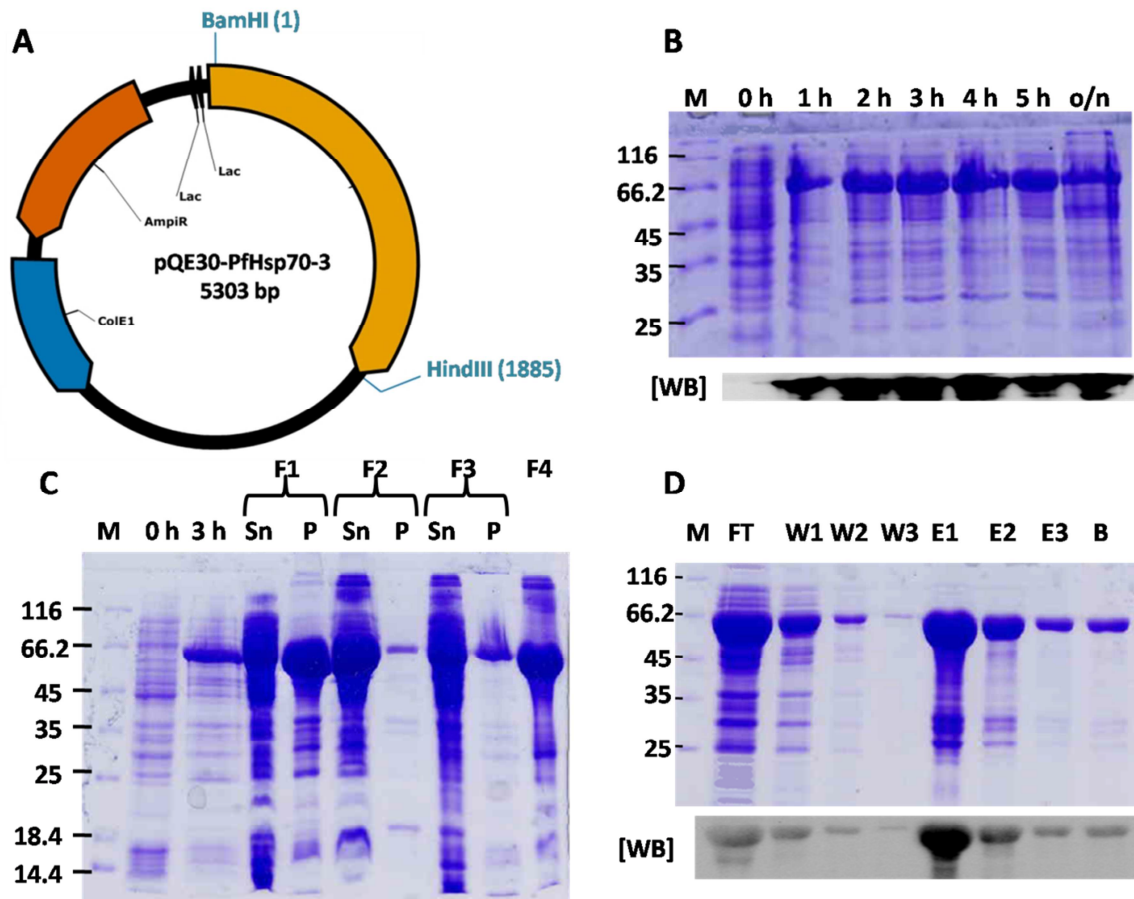 A
BamHI (1)
Lac
Lac
AmpiR
pQE30-PfHsp70-3
5303 bp
ColE1
HindIII (1885)
B
M 0 h 1 h 2 h 3 h 4 h 5 h o/n
116
66.2
45
35
25
[WB]
C
F1 F2 F3 F4
M 0 h 3 h Sn P Sn P Sn P
116
66.2
45
35
25
18.4
14.4
D
M FT W1 W2 W3 E1 E2 E3 B
116
66.2
45
35
25
[WB]